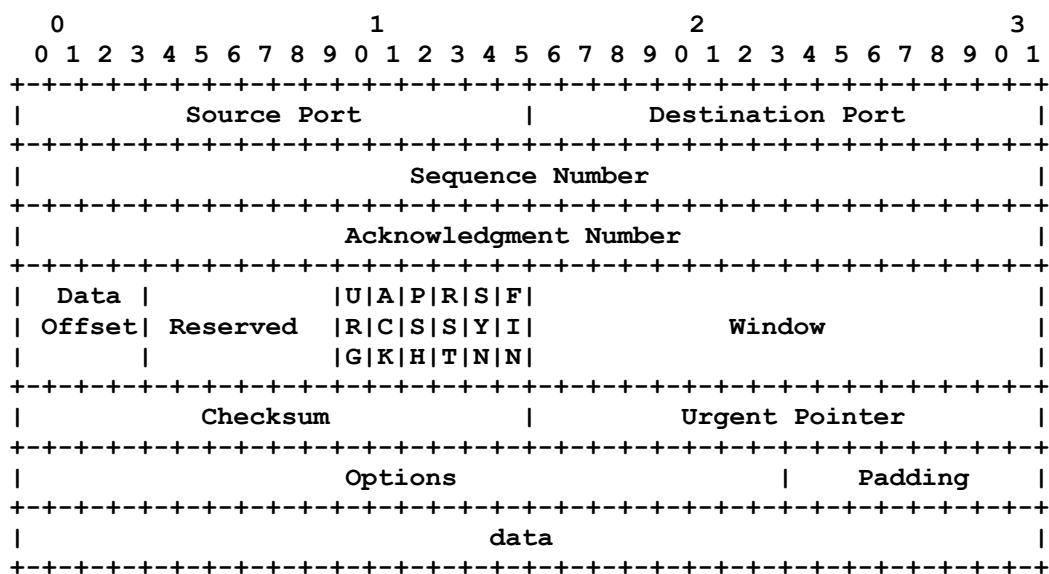 0                   1                   2                   3
    0 1 2 3 4 5 6 7 8 9 0 1 2 3 4 5 6 7 8 9 0 1 2 3 4 5 6 7 8 9 0 1
   +-+-+-+-+-+-+-+-+-+-+-+-+-+-+-+-+-+-+-+-+-+-+-+-+-+-+-+-+-+-+-+-+
   |          Source Port          |       Destination Port        |
   +-+-+-+-+-+-+-+-+-+-+-+-+-+-+-+-+-+-+-+-+-+-+-+-+-+-+-+-+-+-+-+-+
   |                        Sequence Number                        |
   +-+-+-+-+-+-+-+-+-+-+-+-+-+-+-+-+-+-+-+-+-+-+-+-+-+-+-+-+-+-+-+-+
   |                    Acknowledgment Number                      |
   +-+-+-+-+-+-+-+-+-+-+-+-+-+-+-+-+-+-+-+-+-+-+-+-+-+-+-+-+-+-+-+-+
   |  Data |           |U|A|P|R|S|F|                               |
   | Offset| Reserved  |R|C|S|S|Y|I|            Window             |
   |       |           |G|K|H|T|N|N|                               |
   +-+-+-+-+-+-+-+-+-+-+-+-+-+-+-+-+-+-+-+-+-+-+-+-+-+-+-+-+-+-+-+-+
   |           Checksum            |         Urgent Pointer        |
   +-+-+-+-+-+-+-+-+-+-+-+-+-+-+-+-+-+-+-+-+-+-+-+-+-+-+-+-+-+-+-+-+
   |                    Options                    |    Padding    |
   +-+-+-+-+-+-+-+-+-+-+-+-+-+-+-+-+-+-+-+-+-+-+-+-+-+-+-+-+-+-+-+-+
   |                             data                              |
   +-+-+-+-+-+-+-+-+-+-+-+-+-+-+-+-+-+-+-+-+-+-+-+-+-+-+-+-+-+-+-+-+